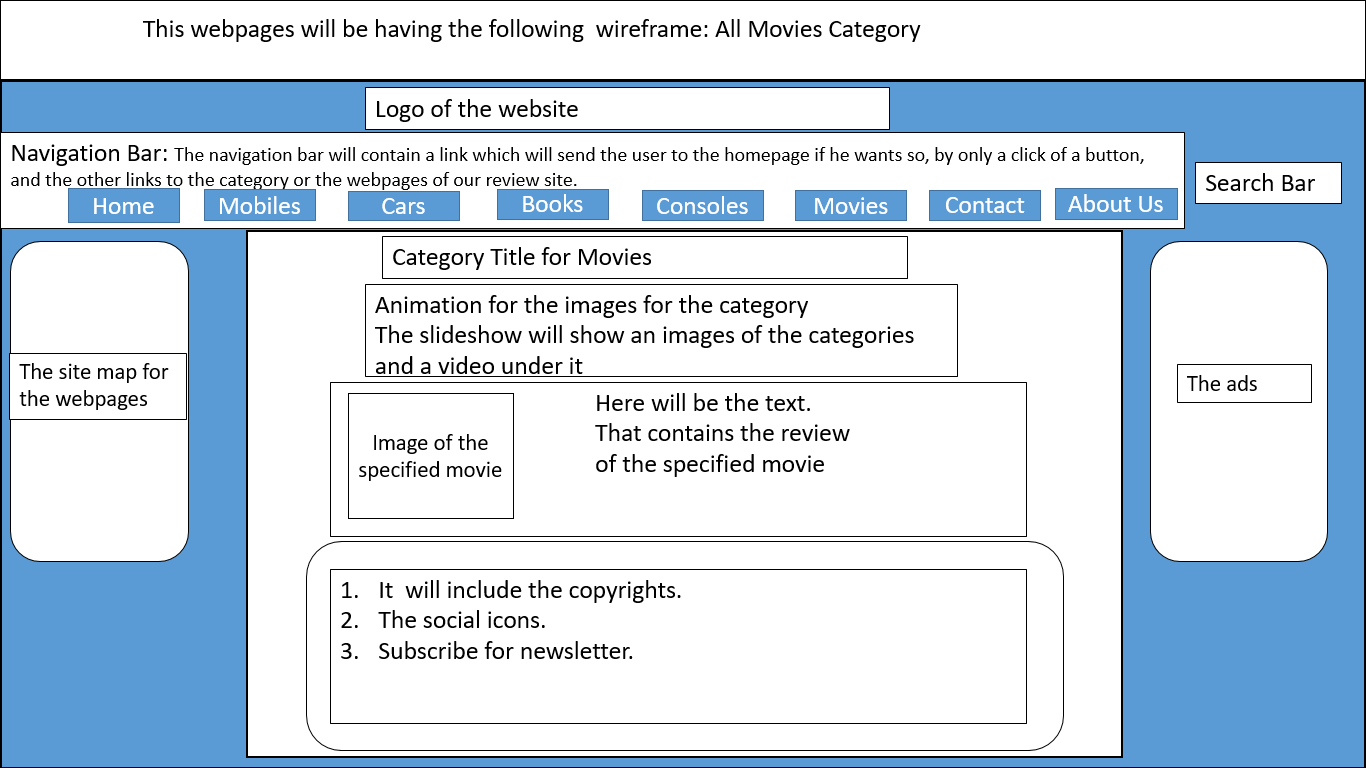 This webpages will be having the following  wireframe: All Movies Category
Logo of the website
Navigation Bar: The navigation bar will contain a link which will send the user to the homepage if he wants so, by only a click of a button,
and the other links to the category or the webpages of our review site.
Search Bar
Home
Mobiles
Cars
Books
Consoles
Movies
Contact
About Us
Category Title for Movies
Animation for the images for the category
The slideshow will show an images of the categories
and a video under it
The site map for
the webpages
The ads
Image of the
specified movie
Here will be the text.
That contains the review
of the specified movie
1. It  will include the copyrights.
2. The social icons.
3. Subscribe for newsletter.